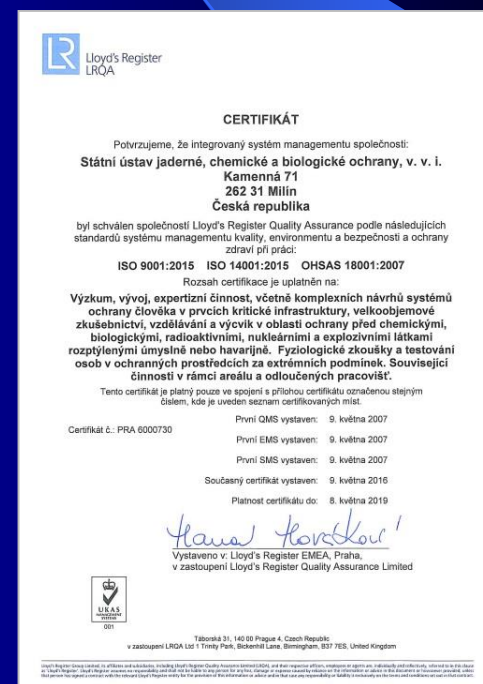 Lloyd's Register
LRQA
CERTIFIKÁT
Potvrzujeme, že integrovaný systém managementu společnosti:
Státní ústav jaderné, chemické a biologické ochrany, v. v. i.
Kamenná 71
262 31 Milín
Česká republika
byl schválen společností Lloyd's Register Quality Assurance podle následujících
standardů systému managementu kvality, environmentu a bezpečnosti a ochrany
zdraví při práci:
ISO 9001:2015 ISO 14001:2015 OHSAS 18001:2007
Rozsah certifikace je uplatněn na:
Výzkum, vývoj, expertizní činnost, včetně komplexních návrhů systémů
ochrany člověka v prvcích kritické infrastruktury, velkoobjemové
zkušebnictví, vzdělávání a výcvik v oblasti ochrany před chemickými,
biologickými, radioaktivními, nukleárními a explozivními látkami
rozptýlenými úmyslně nebo havarijně. Fyziologické zkoušky a testování
osob v ochranných prostředcích za extrémních podmínek. Související
činnosti v rámci areálu a odloučených pracovišť.
Tento certifikát je platný pouze ve spojení s přílohou certifikátu označenou stejným
číslem, kde je uveden seznam certifikovaných míst.
První QMS vystaven: 9. května 2007
Certifikát č.: PRA 6000730
První EMS vystaven: 9. května 2007
První SMS vystaven: 9. května 2007
Současný certifikát vystaven: 9. května 2016
Platnost certifikátu do: 8. května 2019
Vystaveno v: Lloyd's Register EMEA, Praha,
v zastoupení Lloyd's Register Quality Assurance Limited
UKAS
MANAGEMENT
SYSTEMS
001
Táborská 31, 140 00 Prague 4, Czech Republic
v zastoupení LRQA Ltd 1 Trinity Park, Bickenhill Lane, Birmingham, B37 7ES, United Kingdom